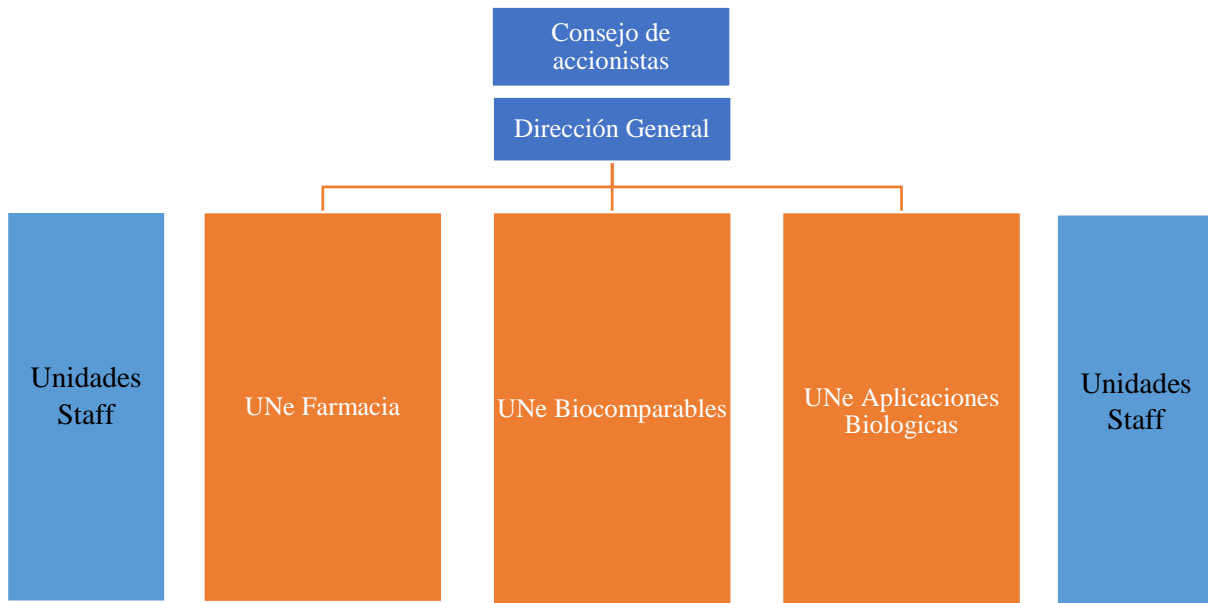 Consejo de
accionistas
Dirección General
Unidades
Staff
UNe Farmacia
UNe Biocomparables
UNe Aplicaciones
Biologicas
Unidades
Staff